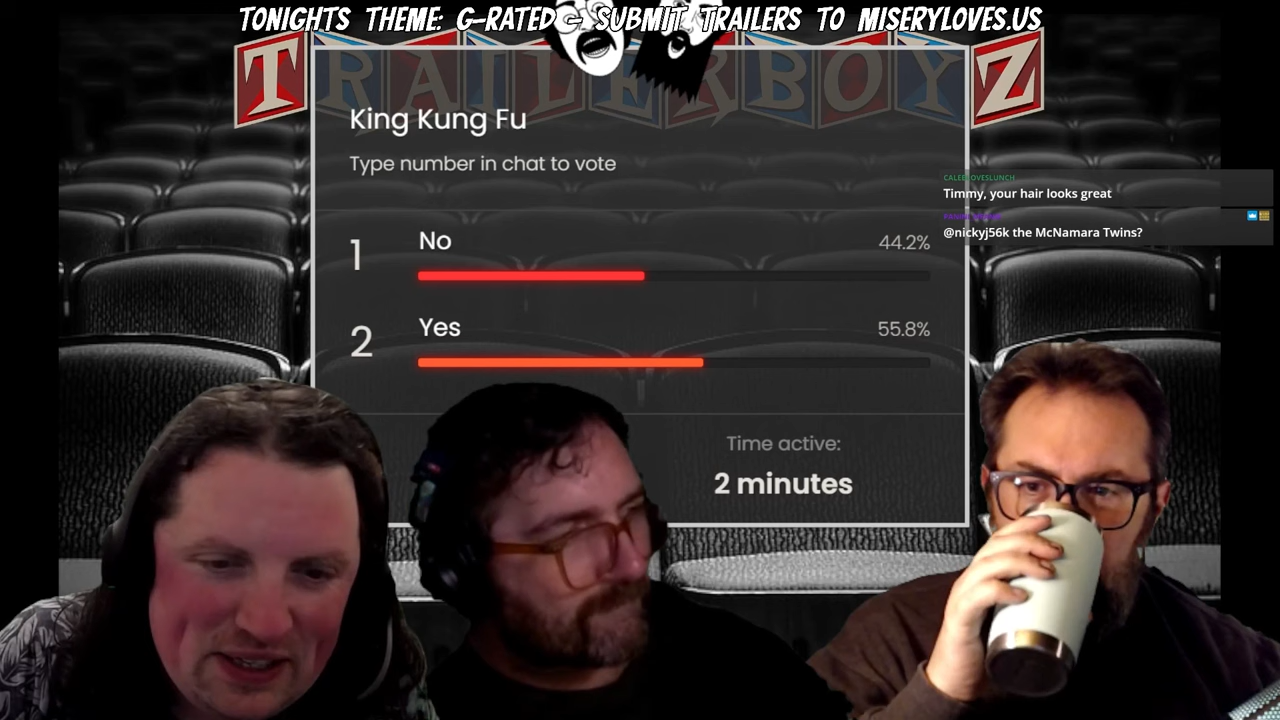 TONIGHTS THEME: G-RATED - SUBMIT TRAILERS TO MISERYLOVES.US
TRAILERBOYZ
King Kung Fu
Type number in chat to vote
1 No 44.2%
2 Yes 55.8%
Time active:
2 minutes
CALEBLOVESLUNCH
Timmy, your hair looks great
@nickyj56k the McNamara Twins?